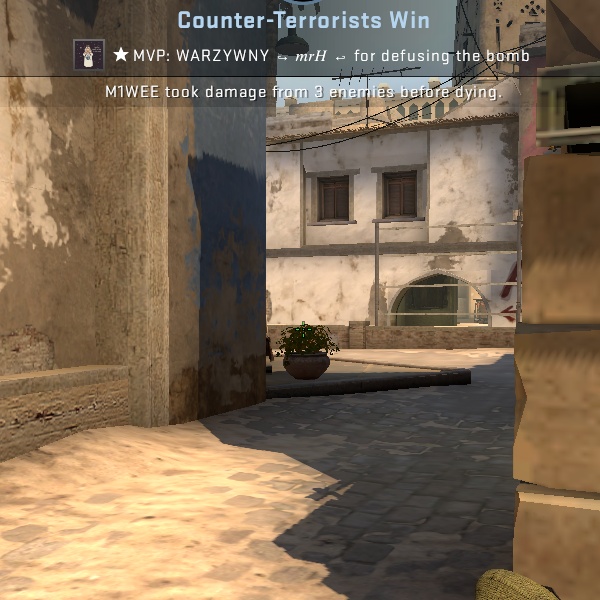 Counter-Terrorists Win
★ MVP: WARZYWNY ⥲ 𝑚𝑟𝐻 ⥳ for defusing the bomb
M1WEE took damage from 3 enemies before dying.